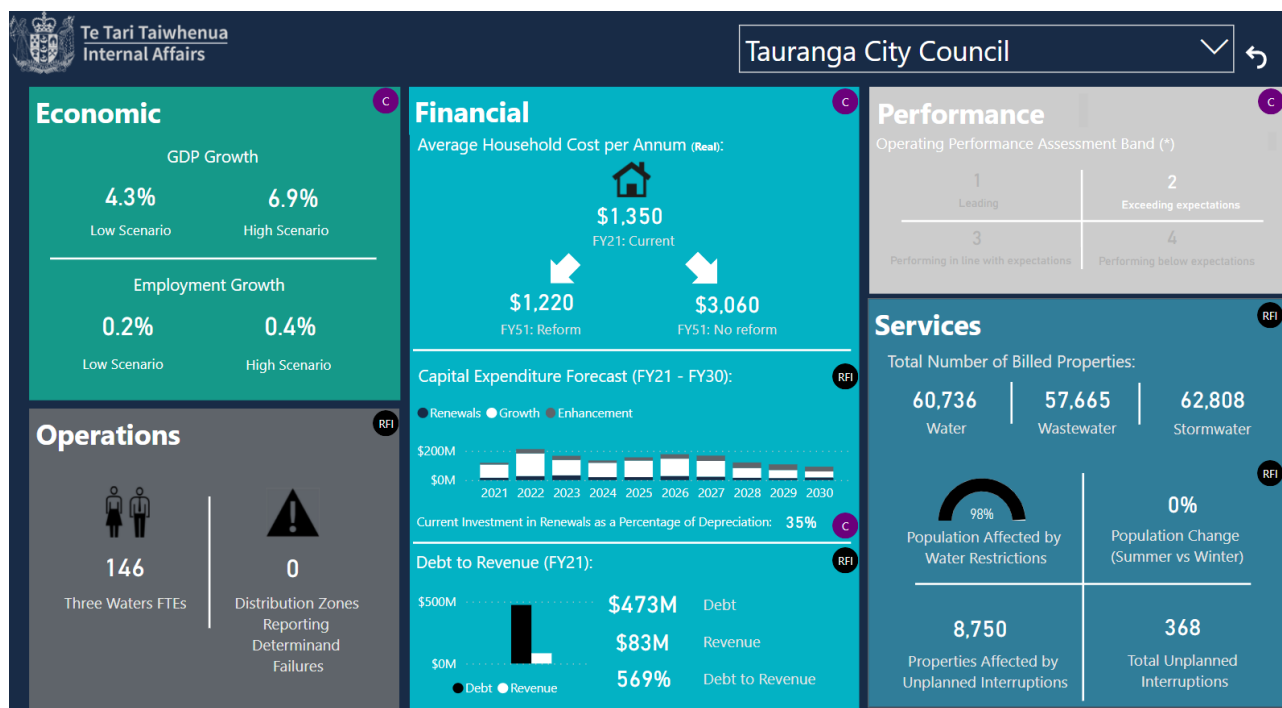 Te Tari Taiwhenua
Internal Affairs
Tauranga City Council
Economic
C
GDP Growth
4.3%
6.9%
Low Scenario
High Scenario
Employment Growth
0.2%
0.4%
Low Scenario
High Scenario
Operations
RFI
146
0
Three Waters FTEs
Distribution Zones
Reporting
Determinand
Failures
Financial
C
Average Household Cost per Annum (Real):
$1,350
FY21: Current
$1,220
$3,060
FY51: Reform
FY51: No reform
Capital Expenditure Forecast (FY21 - FY30):
RFI
Renewals Growth Enhancement
$200M
$0M
2021 2022 2023 2024 2025 2026 2027 2028 2029 2030
Current Investment in Renewals as a Percentage of Depreciation: 35%
C
Debt to Revenue (FY21):
RFI
$500M
$0M
Debt Revenue
$473M Debt
$83M Revenue
569% Debt to Revenue
Performance
C
Operating Performance Assessment Band (*)
1
Leading
2
Exceeding expectations
3
Performing in line with expectations
4
Performing below expectations
Services
RFI
Total Number of Billed Properties:
60,736
57,665
62,808
Water
Wastewater
Stormwater
RFI
98%
Population Affected by
Water Restrictions
0%
Population Change
(Summer vs Winter)
8,750
Properties Affected by
Unplanned Interruptions
368
Total Unplanned
Interruptions